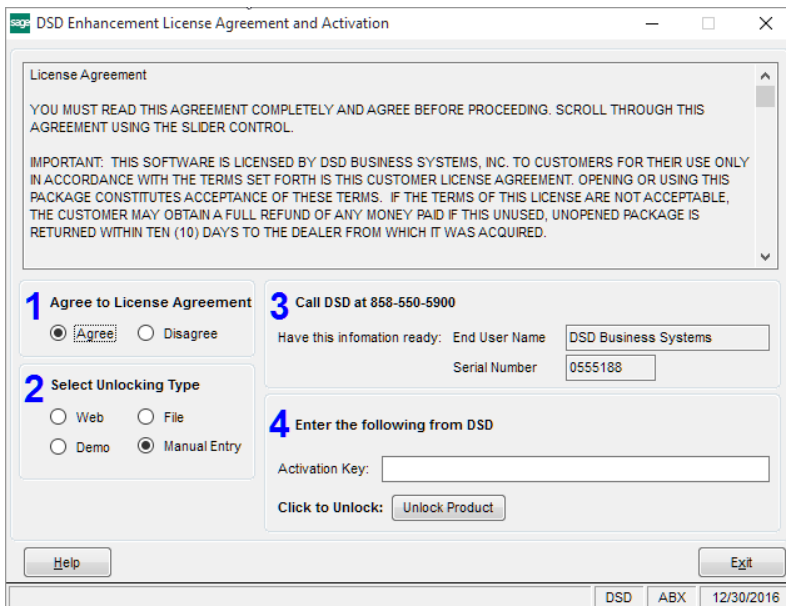 sage DSD Enhancement License Agreement and Activation
License Agreement
YOU MUST READ THIS AGREEMENT COMPLETELY AND AGREE BEFORE PROCEEDING. SCROLL THROUGH THIS
AGREEMENT USING THE SLIDER CONTROL.
IMPORTANT: THIS SOFTWARE IS LICENSED BY DSD BUSINESS SYSTEMS, INC. TO CUSTOMERS FOR THEIR USE ONLY
IN ACCORDANCE WITH THE TERMS SET FORTH IS THIS CUSTOMER LICENSE AGREEMENT. OPENING OR USING THIS
PACKAGE CONSTITUTES ACCEPTANCE OF THESE TERMS. IF THE TERMS OF THIS LICENSE ARE NOT ACCEPTABLE,
THE CUSTOMER MAY OBTAIN A FULL REFUND OF ANY MONEY PAID IF THIS UNUSED, UNOPENED PACKAGE IS
RETURNED WITHIN TEN (10) DAYS TO THE DEALER FROM WHICH IT WAS ACQUIRED.
1 Agree to License Agreement
Agree Disagree
2 Select Unlocking Type
Web File
Demo Manual Entry
3 Call DSD at 858-550-5900
Have this infomation ready: End User Name DSD Business Systems
Serial Number 0555188
4 Enter the following from DSD
Activation Key:
Click to Unlock: Unlock Product
Help Exit
DSD ABX 12/30/2016